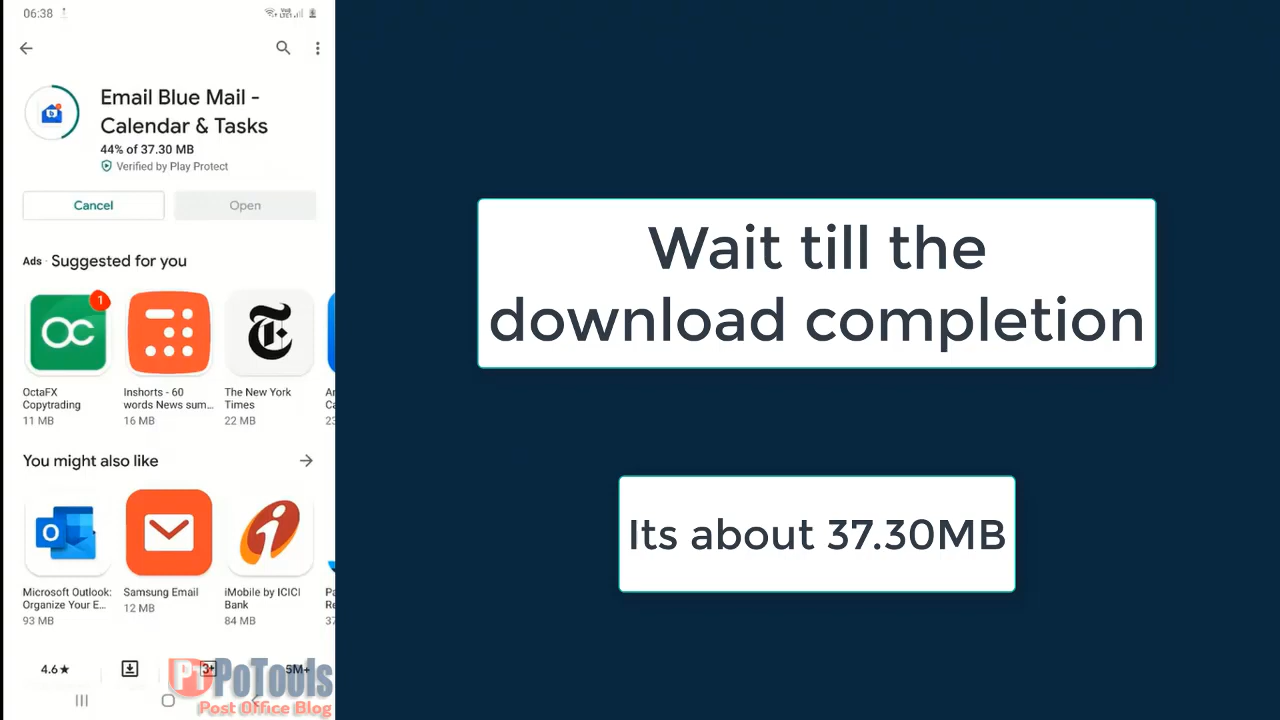 06:38
Email Blue Mail -
Calendar & Tasks
44% of 37.30 MB
Verified by Play Protect
Cancel
Open
Ads · Suggested for you
OC
1
OctaFX
Copytrading
11 MB
Inshorts - 60
words News sum…
16 MB
The New York
Times
22 MB
You might also like
O
Microsoft Outlook:
Organize Your E…
93 MB
Samsung Email
12 MB
i
iMobile by ICICI
Bank
84 MB
4.6★
3+
5M+
PoTools
Post Office Blog
Wait till the
download completion
Its about 37.30MB